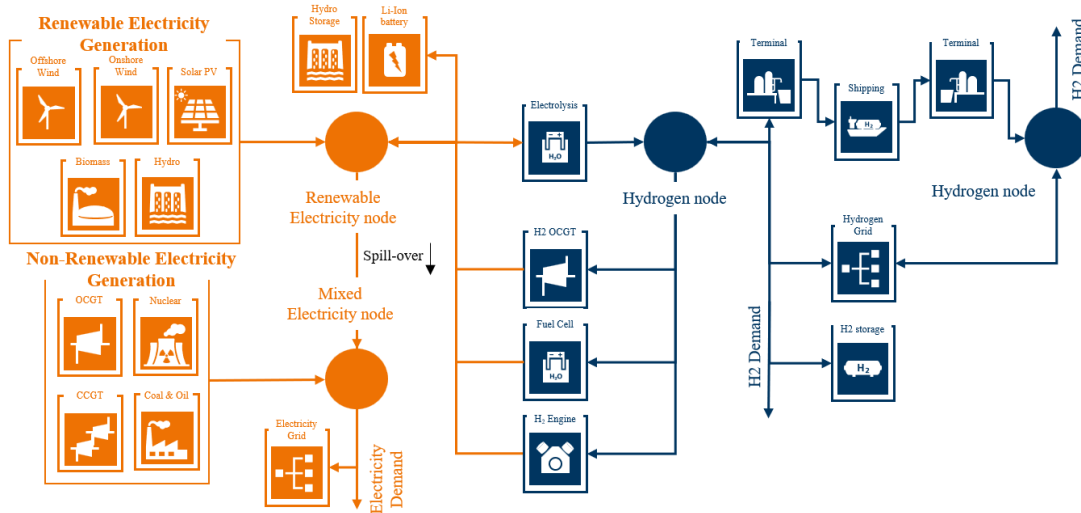 Renewable Electricity
Generation
Offshore
Wind
Onshore
Wind
Solar PV
Biomass
Hydro
Non-Renewable Electricity
Generation
OCGT
Nuclear
CCGT
Coal & Oil
Hydro
Storage
Li-Ion
battery
Renewable
Electricity node
Spill-over
Mixed
Electricity node
Electricity
Grid
Electricity
Demand
Electrolysis
H₂O
H2 OCGT
Fuel Cell
H₂O
H₂ Engine
Hydrogen node
Terminal
Shipping
H₂
Terminal
H2 Demand
Hydrogen node
Hydrogen
Grid
H2 storage
H₂
H2 Demand